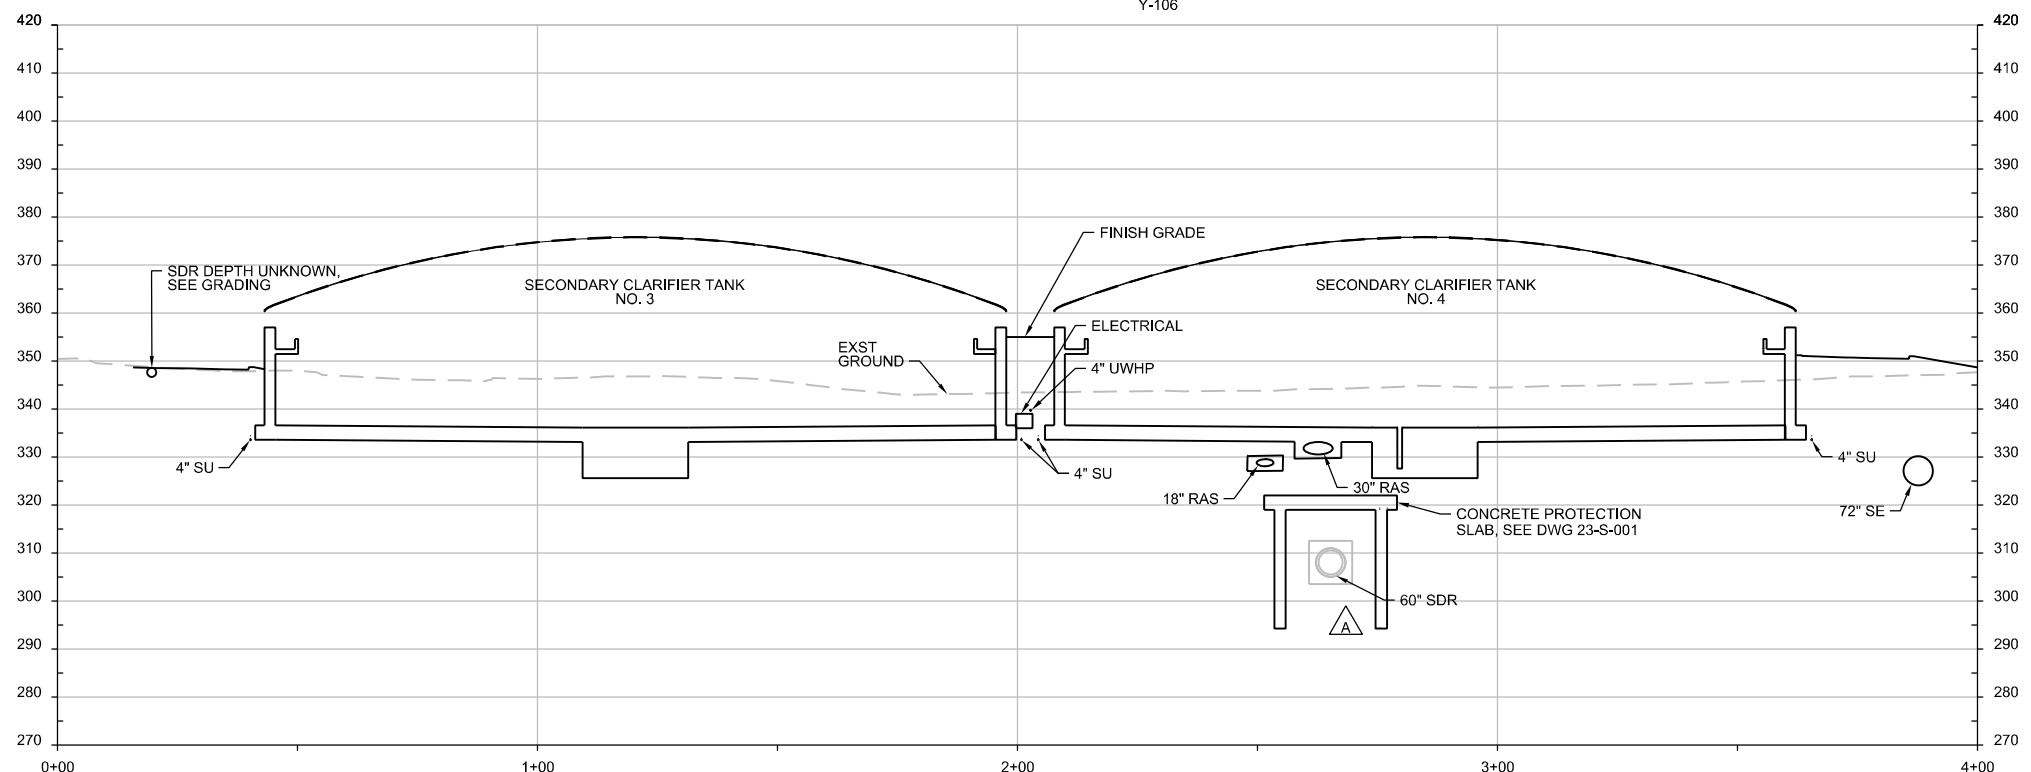 Y-106
420 420
410 410
400 400
390 390
380 380
FINISH GRADE
370 370
SDR DEPTH UNKNOWN,
SEE GRADING
SECONDARY CLARIFIER TANK
NO. 3
SECONDARY CLARIFIER TANK
NO. 4
360 360
ELECTRICAL
EXST
GROUND
350 350
4" UWHP
340 340
4" SU
4" SU
4" SU
330 330
18" RAS
30" RAS
320 320
CONCRETE PROTECTION
SLAB, SEE DWG 23-S-001
72" SE
310 310
60" SDR
300 300
A
290 290
280 280
270 270
0+00 1+00 2+00 3+00 4+00